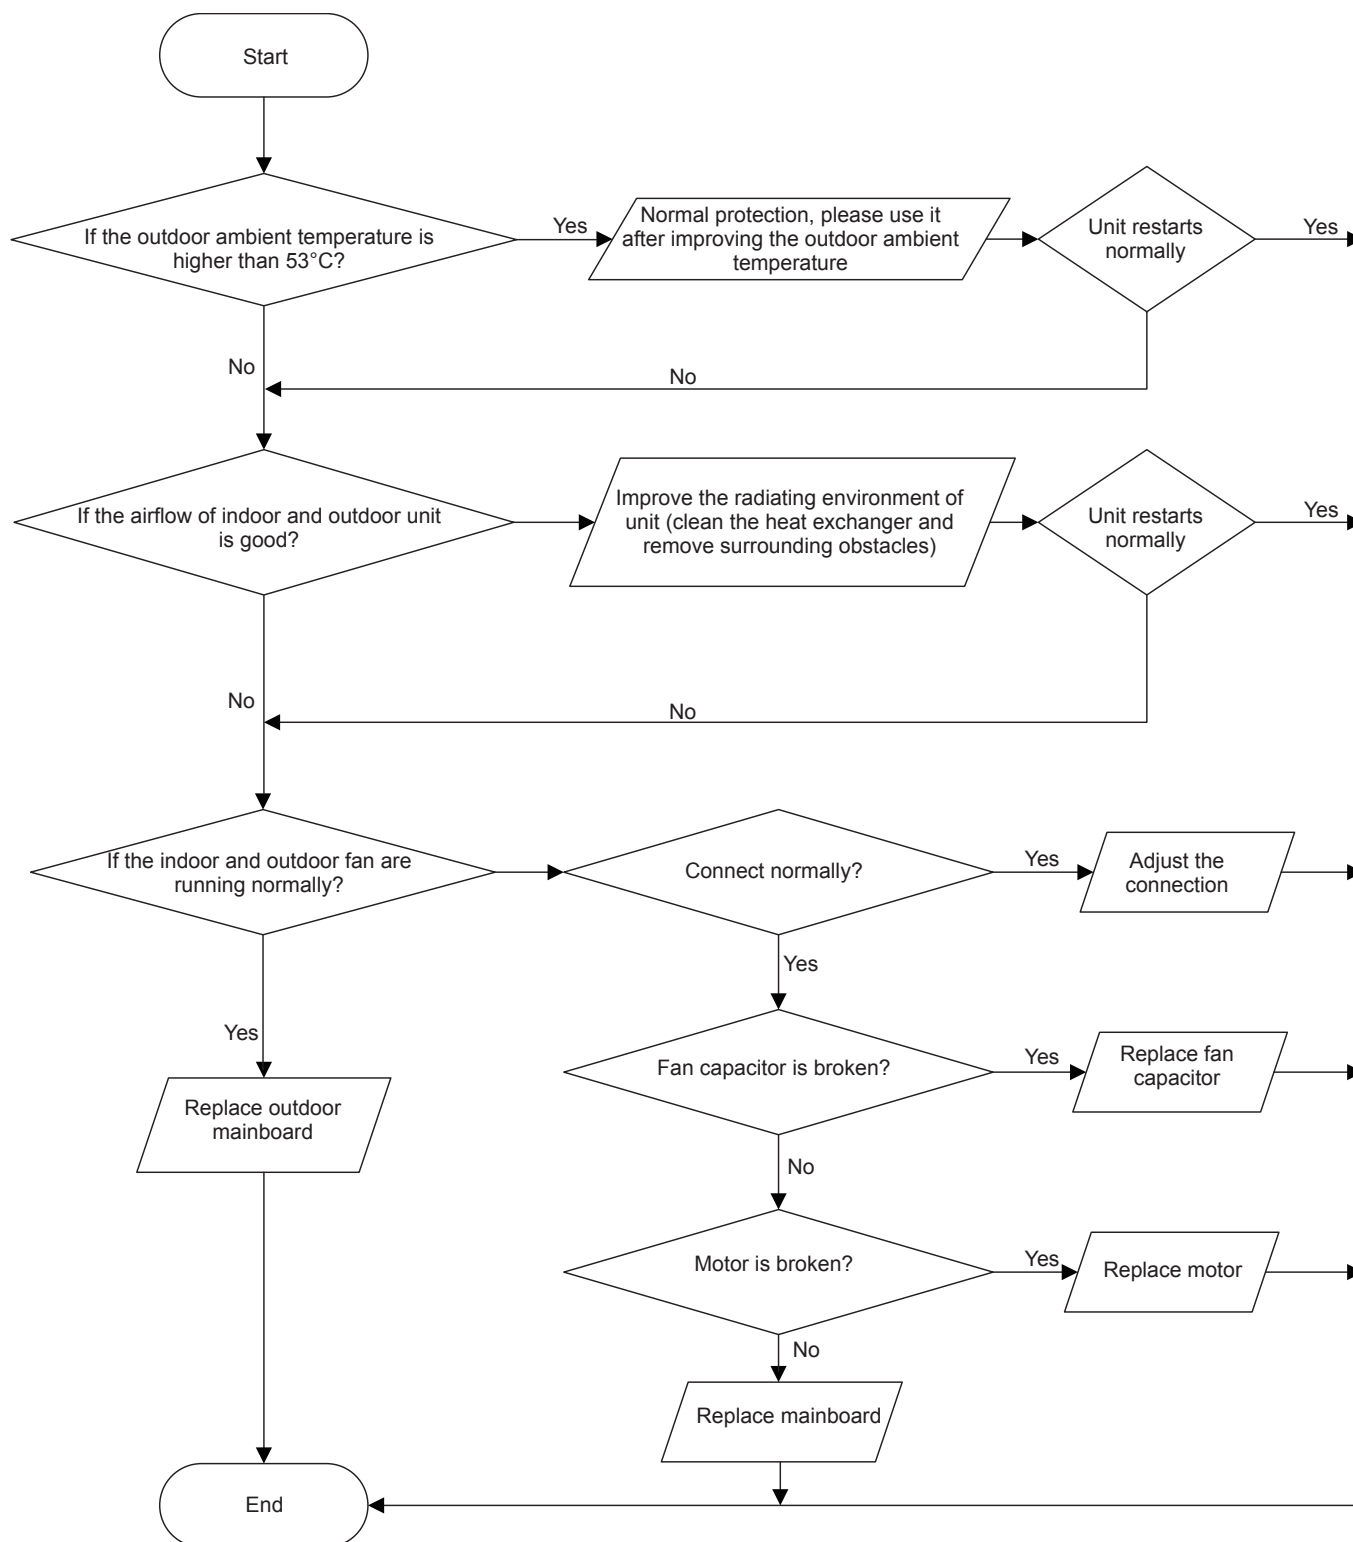 Start
If the outdoor ambient temperature is
higher than 53°C?
Yes
Normal protection, please use it
after improving the outdoor ambient
temperature
Unit restarts
normally
Yes
No
No
If the airflow of indoor and outdoor unit
is good?
Improve the radiating environment of
unit (clean the heat exchanger and
remove surrounding obstacles)
Unit restarts
normally
Yes
No
No
If the indoor and outdoor fan are
running normally?
Connect normally?
Yes
Adjust the
connection
Yes
Yes
Fan capacitor is broken?
Yes
Replace fan
capacitor
Replace outdoor
mainboard
No
Motor is broken?
Yes
Replace motor
No
Replace mainboard
End